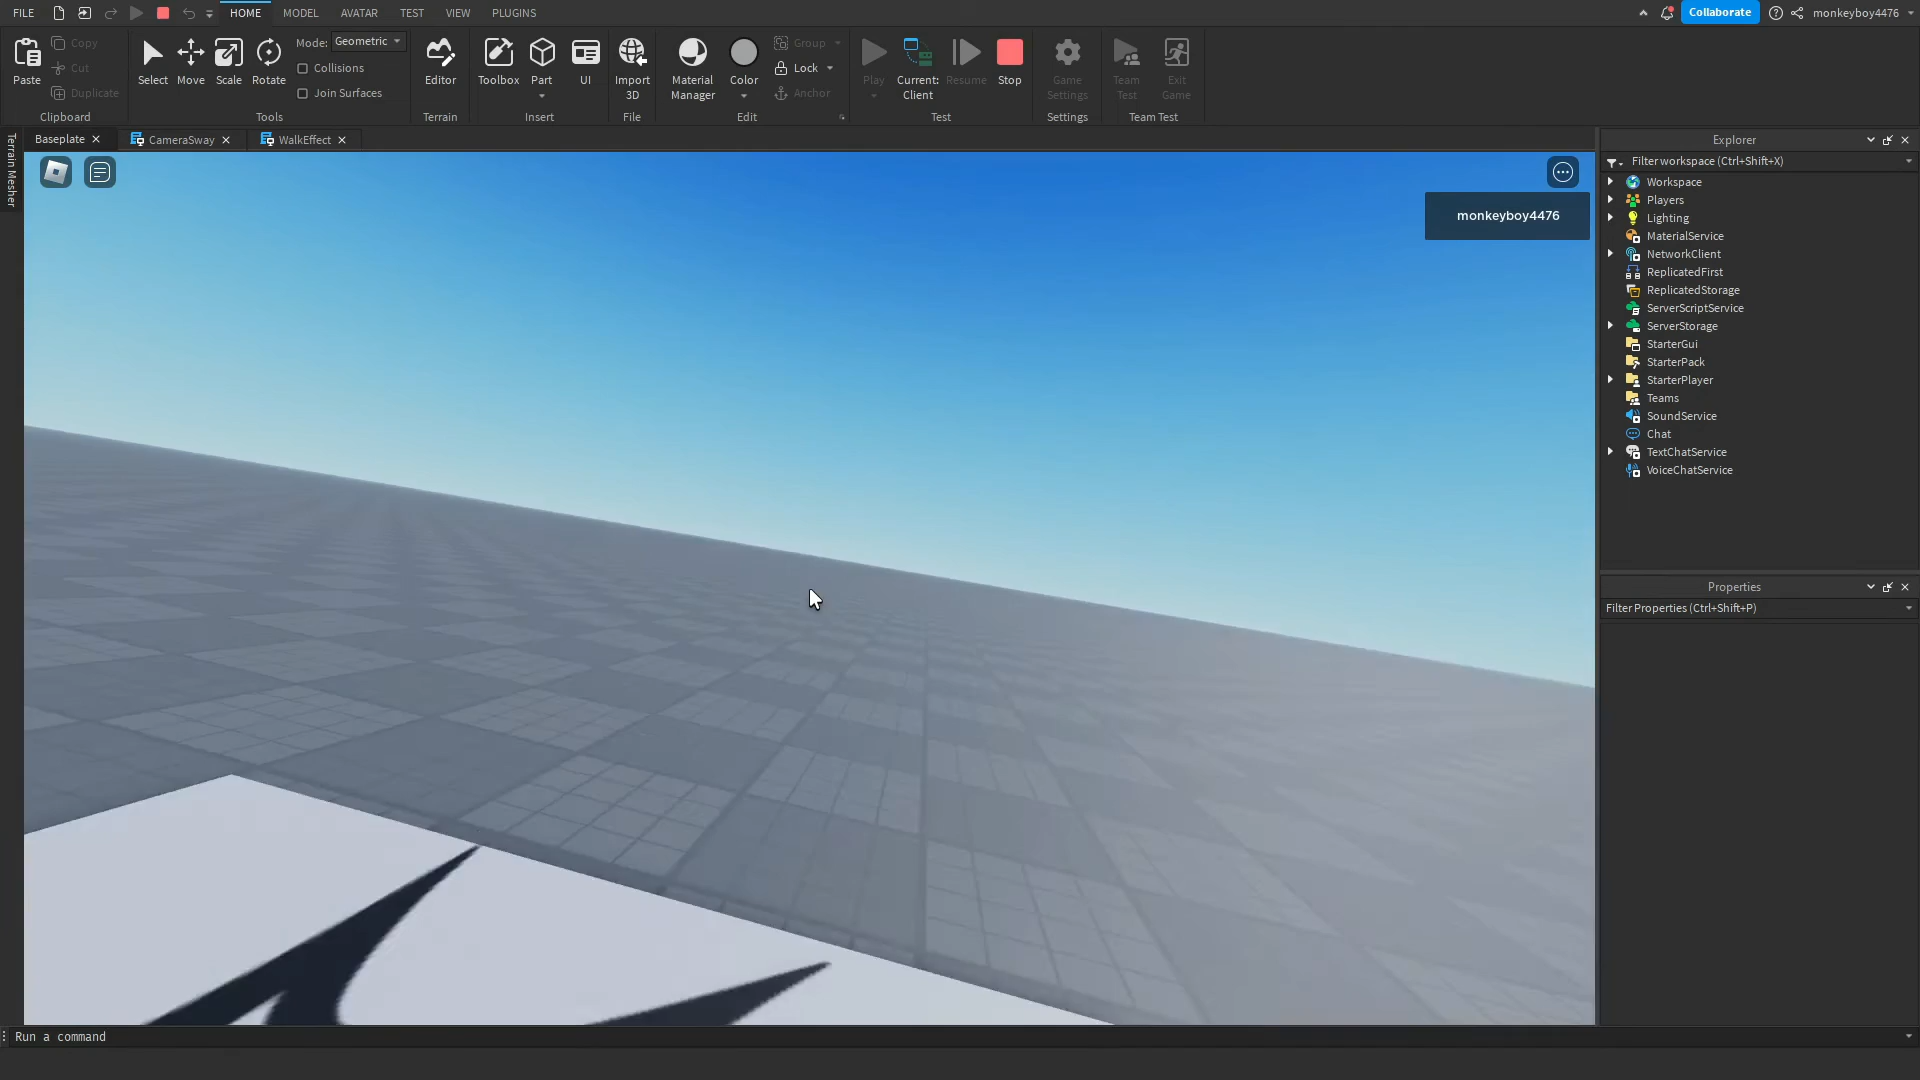 FILE HOME MODEL AVATAR TEST VIEW PLUGINS Collaborate monkeyboy4476
Paste Copy Cut Duplicate Clipboard
Select Move Scale Rotate Mode: Geometric Collisions Join Surfaces Tools
Editor Terrain
Toolbox Part UI Insert
Import 3D File
Material Manager Color Group Lock Anchor Edit
Play Current: Client Resume Stop Test
Game Settings Settings
Team Test Exit Game Team Test
Baseplate CameraSway WalkEffect
Terrain Mesher
monkeyboy4476
Explorer
Filter workspace (Ctrl+Shift+X)
Workspace
Players
Lighting
MaterialService
NetworkClient
ReplicatedFirst
ReplicatedStorage
ServerScriptService
ServerStorage
StarterGui
StarterPack
StarterPlayer
Teams
SoundService
Chat
TextChatService
VoiceChatService
Properties
Filter Properties (Ctrl+Shift+P)
Run a command